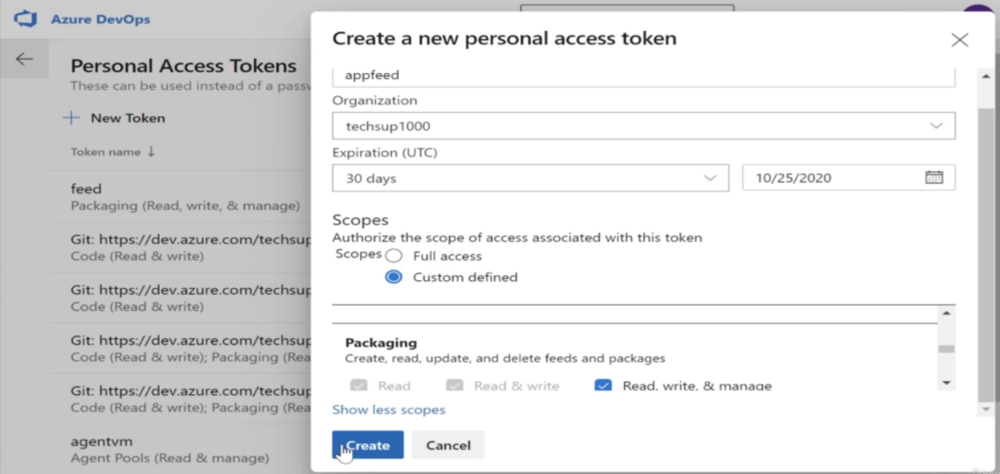 Azure DevOps
Personal Access Tokens
These can be used instead of a passw
New Token
Token name
feed
Packaging (Read, write, & manage)
Git: https://dev.azure.com/techsup
Code (Read & write)
Git: https://dev.azure.com/techsup
Code (Read & write)
Git: https://dev.azure.com/techsup
Code (Read & write); Packaging (Rea
Git: https://dev.azure.com/techsup
Code (Read & write); Packaging (Rea
agentvm
Agent Pools (Read & manage)
Create a new personal access token
appfeed
Organization
techsup1000
Expiration (UTC)
30 days
10/25/2020
Scopes
Authorize the scope of access associated with this token
Scopes
Full access
Custom defined
Packaging
Create, read, update, and delete feeds and packages
Read
Read & write
Read, write, & manage
Show less scopes
Create
Cancel